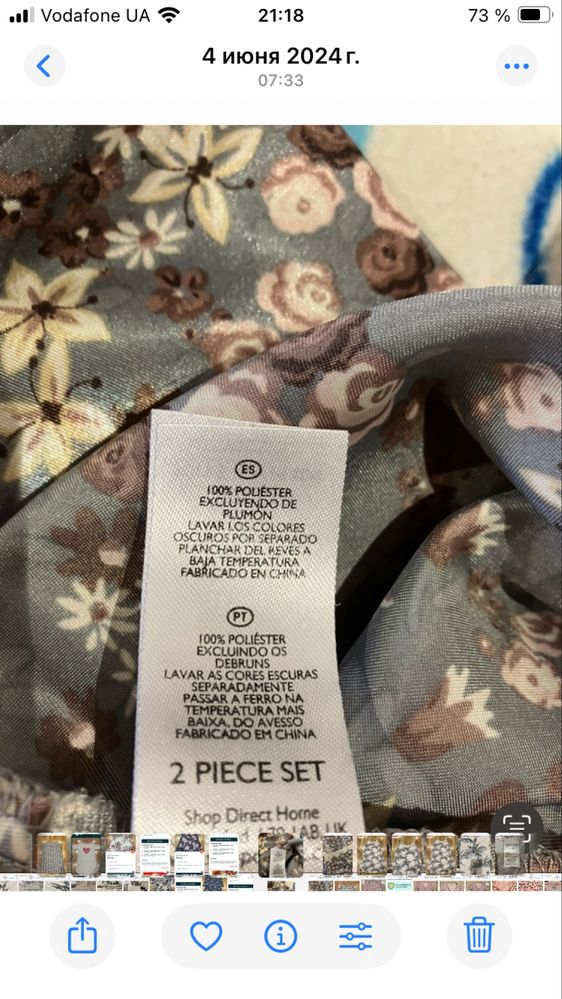 Vodafone UA
21:18
73 %
4 июня 2024 г.
07:33
ES
100% POLIÉSTER
EXCLUYENDO DE
PLUMÓN
LAVAR LOS COLORES
OSCUROS POR SEPARADO
PLANCHAR DEL REVES A
BAJA TEMPERATURA
FABRICADO EN CHINA
PT
100% POLIÉSTER
EXCLUINDO OS
DEBRUNS
LAVAR AS CORES ESCURAS
SEPARADAMENTE
PASSAR A FERRO NA
TEMPERATURA MAIS
BAIXA, DO AVESSO
FABRICADO EM CHINA
2 PIECE SET
Shop Direct Home
UK